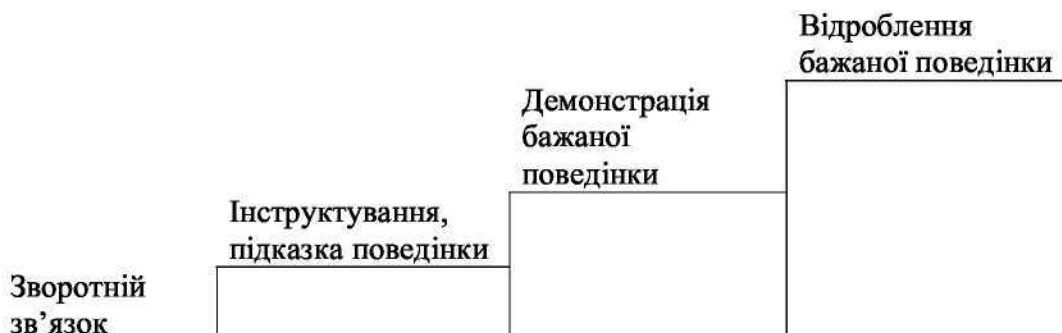 Відроблення
бажаної поведінки
Демонстрація
бажаної
поведінки
Інструктування,
підказка поведінки
Зворотній
зв’язок